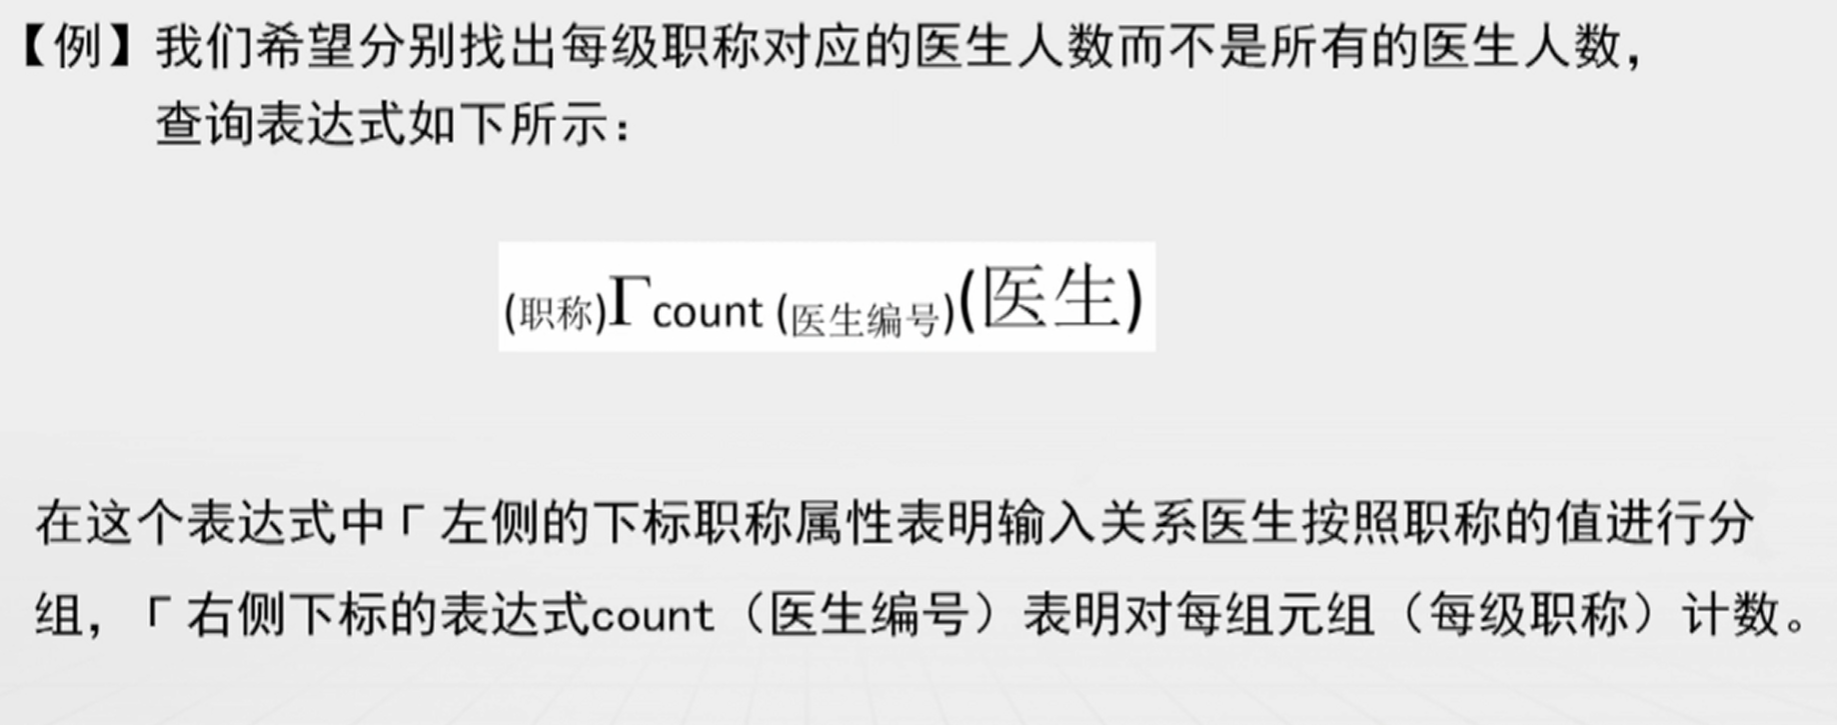 【例】我们希望分别找出每级职称对应的医生人数而不是所有的医生人数，
查询表达式如下所示：
(职称)Γcount (医生编号)(医生)
在这个表达式中Γ 左侧的下标职称属性表明输入关系医生按照职称的值进行分
组，Γ 右侧下标的表达式count（医生编号）表明对每组元组（每级职称）计数。